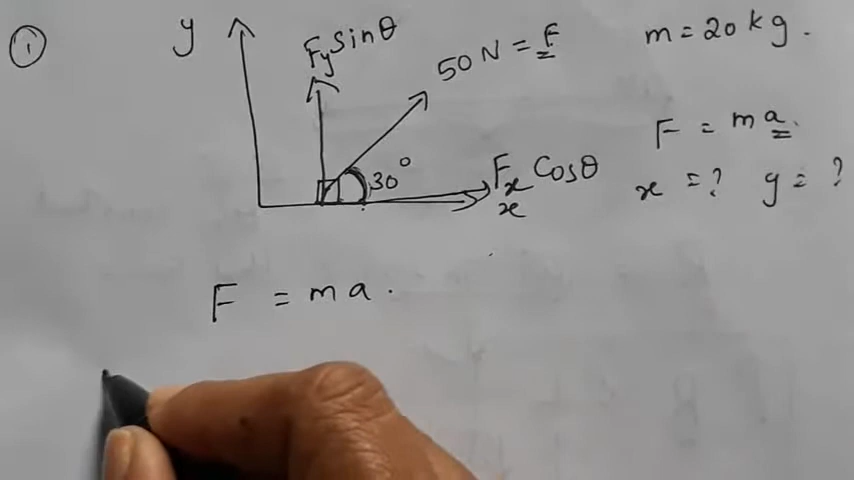 ① y Fy sinθ 50 N = F m = 20 kg.
30° Fx Cosθ F = ma.
x x = ? y = ?
F = ma.